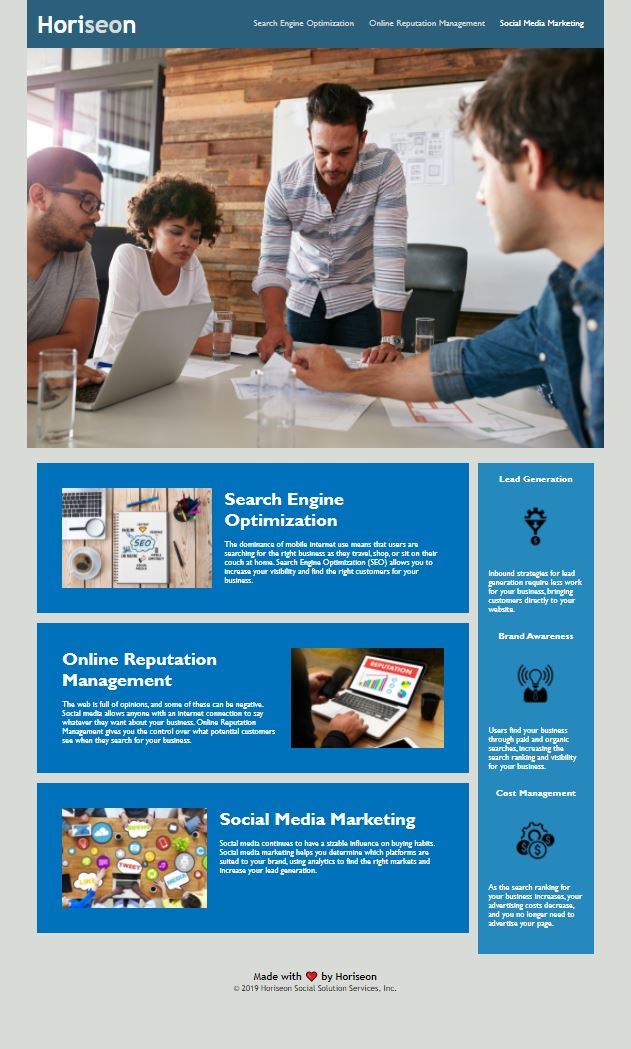 Horiseon
Search Engine Optimization
Online Reputation Management
Social Media Marketing
Search Engine
Optimization
The dominance of mobile internet use means that users are
searching for the right business as they travel, shop, or sit on their
couch at home. Search Engine Optimization (SEO) allows you to
increase your visibility and find the right customers for your
business.
SEO
Online Reputation
Management
The web is full of opinions, and some of these can be negative.
Social media allows anyone with an internet connection to say
whatever they want about your business. Online Reputation
Management gives you the control over what potential customers
see when they search for your business.
REPUTATION
Social Media Marketing
Social media continues to have a sizable influence on buying habits.
Social media marketing helps you determine which platforms are
suited to your brand, using analytics to find the right markets and
increase your lead generation.
TWEET
LIKE
MEDIA
Lead Generation
Inbound strategies for lead
generation require less work
for your business, bringing
customers directly to your
website.
Brand Awareness
Users find your business
through paid and organic
searches, increasing the
search ranking and visibility
for your business.
Cost Management
As the search ranking for
your business increases, your
advertising costs decrease,
and you no longer need to
advertise your page.
Made with ❤️ by Horiseon
© 2019 Horiseon Social Solution Services, Inc.